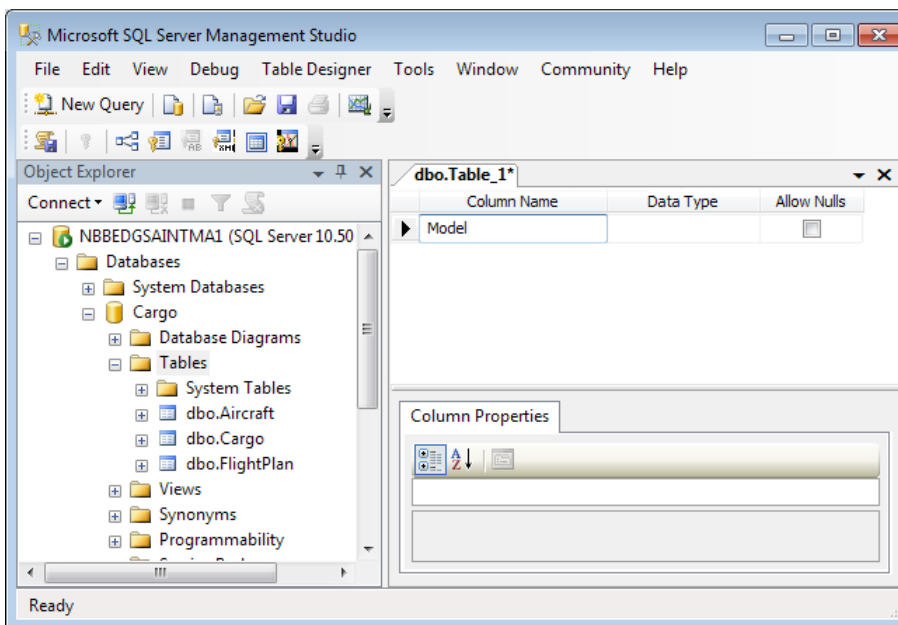 Microsoft SQL Server Management Studio
File Edit View Debug Table Designer Tools Window Community Help
New Query
Object Explorer
dbo.Table_1*
Connect
Column Name Data Type Allow Nulls
Model
NBBEDGSAINTMA1 (SQL Server 10.50
Databases
System Databases
Cargo
Database Diagrams
Tables
System Tables
dbo.Aircraft
dbo.Cargo
dbo.FlightPlan
Views
Synonyms
Programmability
Column Properties
Ready